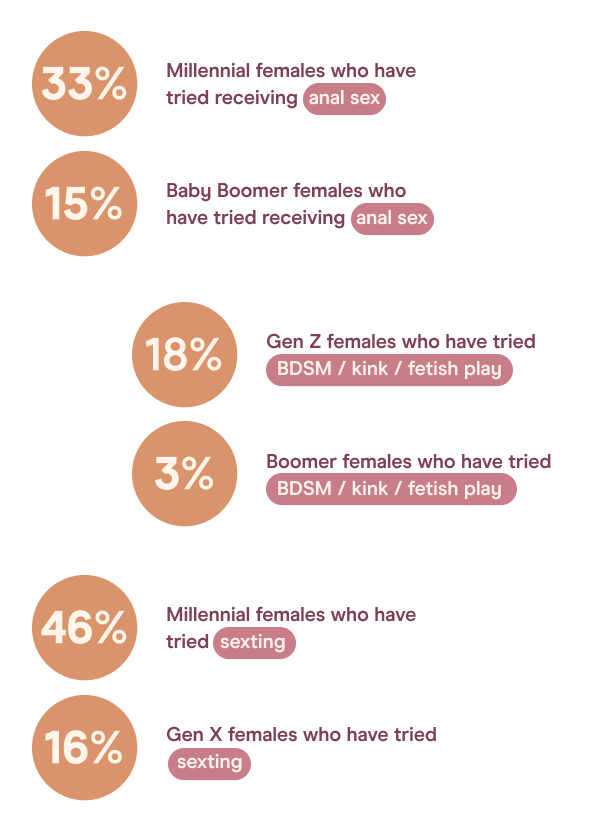 33%
Millennial females who have
tried receiving anal sex
15%
Baby Boomer females who
have tried receiving anal sex
18%
Gen Z females who have tried
BDSM / kink / fetish play
3%
Boomer females who have tried
BDSM / kink / fetish play
46%
Millennial females who have
tried sexting
16%
Gen X females who have tried
sexting